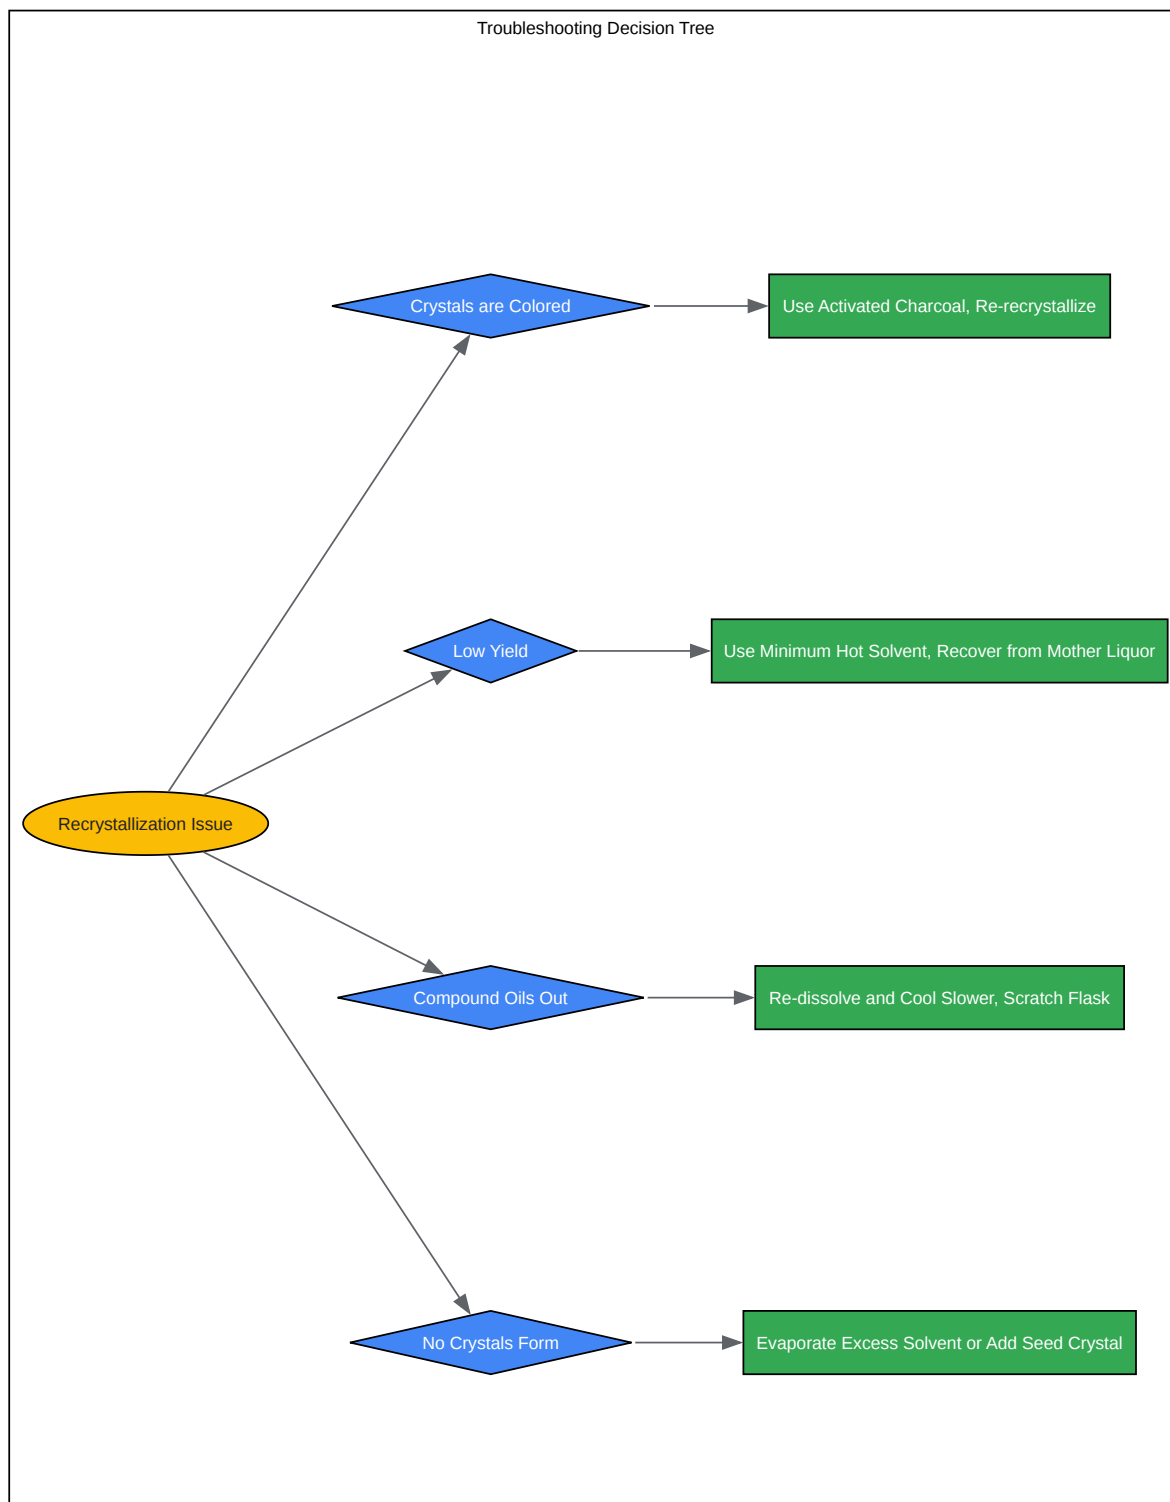 Troubleshooting Decision Tree
Crystals are Colored
Use Activated Charcoal, Re-recrystallize
Low Yield
Use Minimum Hot Solvent, Recover from Mother Liquor
Recrystallization Issue
Compound Oils Out
Re-dissolve and Cool Slower, Scratch Flask
No Crystals Form
Evaporate Excess Solvent or Add Seed Crystal